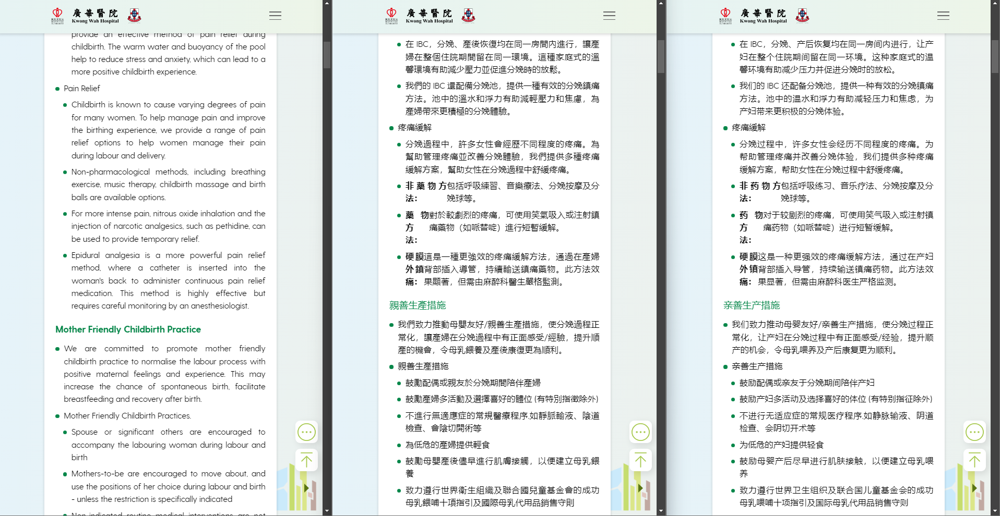 廣華醫院
Kwong Wah Hospital
provide an effective method of pain relief during
childbirth. The warm water and buoyancy of the pool
help to reduce stress and anxiety, which can lead to a
more positive childbirth experience.
Pain Relief
Childbirth is known to cause varying degrees of pain
for many women. To help manage pain and improve
the birthing experience, we provide a range of pain
relief options to help women manage their pain
during labour and delivery.
Non-pharmacological methods, including breathing
exercise, music therapy, childbirth massage and birth
balls are available options.
For more intense pain, nitrous oxide inhalation and the
injection of narcotic analgesics, such as pethidine, can
be used to provide temporary relief.
Epidural analgesia is a more powerful pain relief
method, where a catheter is inserted into the
woman's back to administer continuous pain relief
medication. This method is highly effective but
requires careful monitoring by an anesthesiologist.
Mother Friendly Childbirth Practice
We are committed to promote mother friendly
childbirth practice to normalise the labour process with
positive maternal feelings and experience. This may
increase the chance of spontaneous birth, facilitate
breastfeeding and recovery after birth.
Mother Friendly Childbirth Practices.
Spouse or significant others are encouraged to
accompany the labouring woman during labour and
birth
Mothers-to-be are encouraged to move about, and
use the positions of her choice during labour and birth
- unless the restriction is specifically indicated
Non-indicated routine medical interventions are not
廣華醫院
Kwong Wah Hospital
在 IBC，分娩、產後恢復均在同一房間內進行，讓產
婦在整個住院期間留在同一環境。這種家庭式的溫
馨環境有助減少壓力並促進分娩時的放鬆。
我們的 IBC 還配備分娩池，提供一種有效的分娩鎮痛
方法。池中的溫水和浮力有助減輕壓力和焦慮，為
產婦帶來更積極的分娩體驗。
疼痛緩解
分娩過程中，許多女性會經歷不同程度的疼痛。為
幫助管理疼痛並改善分娩體驗，我們提供多種疼痛
緩解方案，幫助女性在分娩過程中舒緩疼痛。
非藥物方包括呼吸練習、音樂療法、分娩按摩及分
法： 娩球等。
藥物對於較劇烈的疼痛，可使用笑氣吸入或注射鎮
方 痛藥物（如哌替啶）進行短暫緩解。
法：
硬膜這是一種更強效的疼痛緩解方法，通過在產婦
外鎮背部插入導管，持續輸送鎮痛藥物。此方法效
痛： 果顯著，但需由麻醉科醫生嚴格監測。
親善生產措施
我們致力推動母嬰友好/親善生產措施，使分娩過程正
常化，讓產婦在分娩過程中有正面感受/經驗，提升順
產的機會，令母乳餵養及產後康復更為順利。
親善生產措施
鼓勵配偶或親友於分娩期間陪伴產婦
鼓勵產婦多活動及選擇喜好的體位 (有特別指徵除外)
不進行無適應症的常規醫療程序.如靜脈輸液、陰道
檢查、會陰切開術等
為低危的產婦提供輕食
鼓勵母嬰產後儘早進行肌膚接觸，以便建立母乳餵
養
致力遵行世界衛生組織及聯合國兒童基金會的成功
母乳餵哺十項指引及國際母乳代用品銷售守則
廣華醫院
Kwong Wah Hospital
在 IBC，分娩、产后恢复均在同一房间内进行，让产
妇在整个住院期间留在同一环境。这种家庭式的温
馨环境有助减少压力并促进分娩时的放松。
我们的 IBC 还配备分娩池，提供一种有效的分娩镇痛
方法。池中的温水和浮力有助减轻压力和焦虑，为
产妇带来更积极的分娩体验。
疼痛缓解
分娩过程中，许多女性会经历不同程度的疼痛。为
帮助管理疼痛并改善分娩体验，我们提供多种疼痛
缓解方案，帮助女性在分娩过程中舒缓疼痛。
非药物方包括呼吸练习、音乐疗法、分娩按摩及分
法： 娩球等。
药物对于较剧烈的疼痛，可使用笑气吸入或注射镇
方 痛药物（如哌替啶）进行短暂缓解。
法：
硬膜这是一种更强效的疼痛缓解方法，通过在产妇
外镇背部插入导管，持续输送镇痛药物。此方法效
痛： 果显著，但需由麻醉科医生严格监测。
亲善生产措施
我们致力推动母婴友好/亲善生产措施，使分娩过程正
常化，让产妇在分娩过程中有正面感受/经验，提升顺
产的机会，令母乳喂养及产后康复更为顺利。
亲善生产措施
鼓励配偶或亲友于分娩期间陪伴产妇
鼓励产妇多活动及选择喜好的体位 (有特别指征除外)
不进行无适应症的常规医疗程序.如静脉输液、阴道
检查、会阴切开术等
为低危的产妇提供轻食
鼓励母婴产后尽早进行肌肤接触，以便建立母乳喂
养
致力遵行世界卫生组织及联合国儿童基金会的成功
母乳喂哺十项指引及国际母乳代用品销售守则